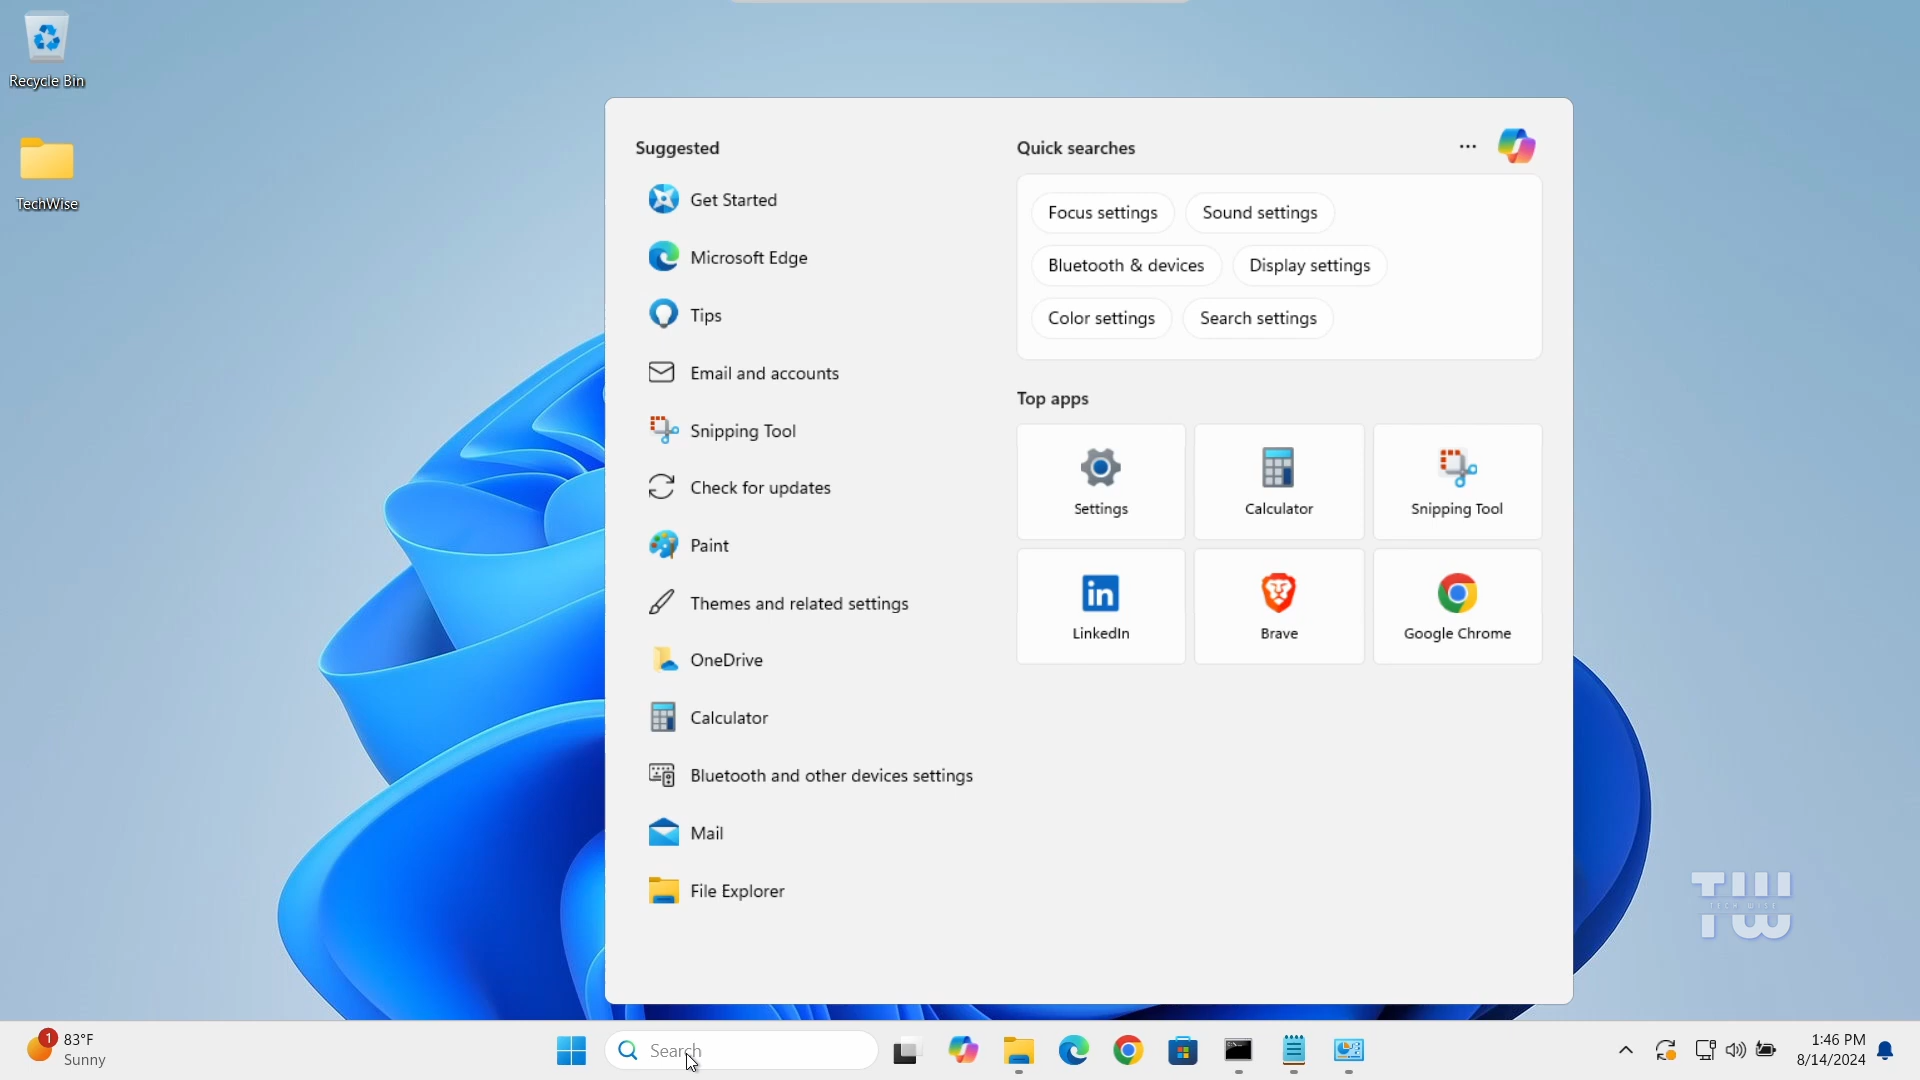 Recycle Bin
TechWise
Suggested
Get Started
Microsoft Edge
Tips
Email and accounts
Snipping Tool
Check for updates
Paint
Themes and related settings
OneDrive
Calculator
Bluetooth and other devices settings
Mail
File Explorer
Quick searches
Focus settings
Sound settings
Bluetooth & devices
Display settings
Color settings
Search settings
Top apps
Settings
Calculator
Snipping Tool
LinkedIn
Brave
Google Chrome
TECH WISE
1
83°F
Sunny
Search
1:46 PM
8/14/2024